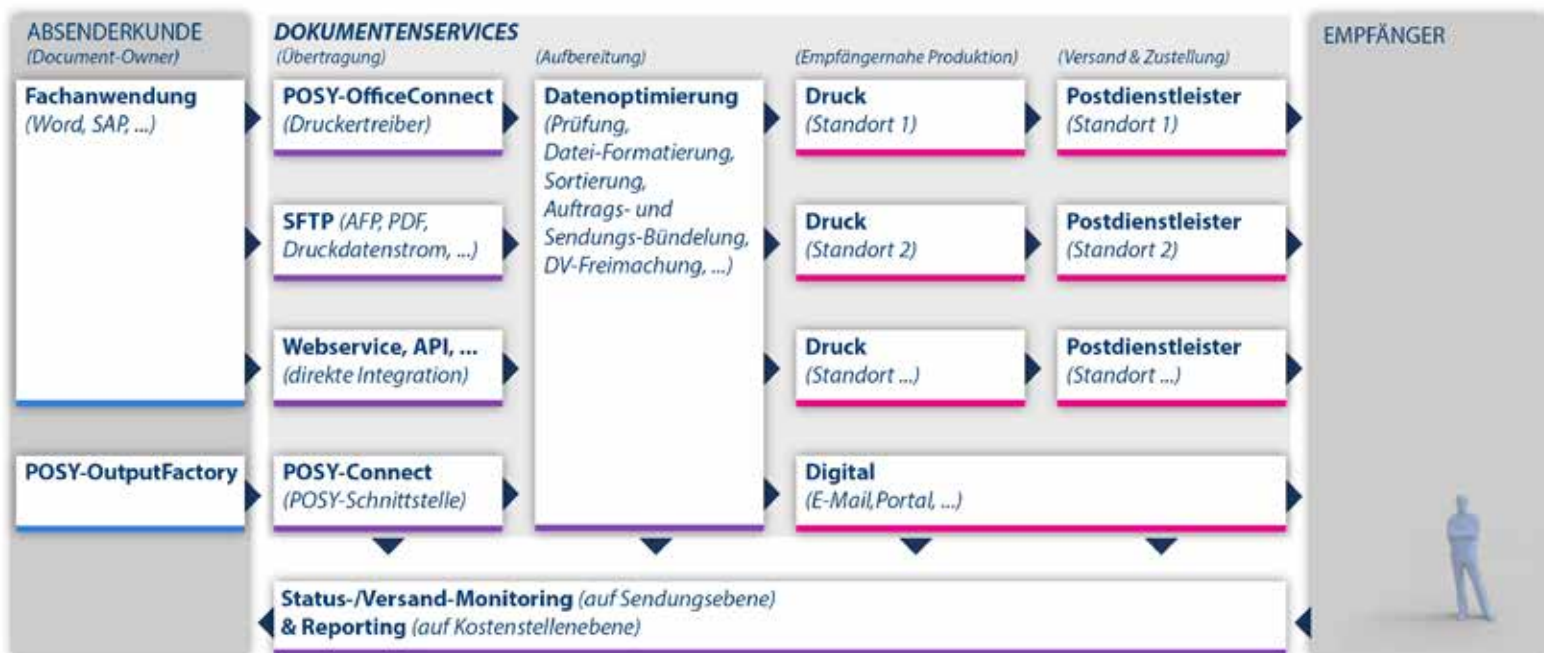 ABSENDERKUNDE
(Document-Owner)
Fachanwendung
(Word, SAP, ...)
POSY-OutputFactory
DOKUMENTENSERVICES
(Übertragung)
POSY-OfficeConnect
(Druckertreiber)
SFTP (AFP, PDF,
Druckdatenstrom, ...)
Webservice, API, ...
(direkte Integration)
POSY-Connect
(POSY-Schnittstelle)
(Aufbereitung)
Datenoptimierung
(Prüfung,
Datei-Formatierung,
Sortierung,
Auftrags- und
Sendungs-Bündelung,
DV-Freimachung, ...)
(Empfängernahe Produktion)
Druck
(Standort 1)
Druck
(Standort 2)
Druck
(Standort ...)
(Versand & Zustellung)
Postdienstleister
(Standort 1)
Postdienstleister
(Standort 2)
Postdienstleister
(Standort ...)
Digital
(E-Mail, Portal, ...)
Status-/Versand-Monitoring (auf Sendungsebene)
& Reporting (auf Kostenstellenebene)
EMPFÄNGER